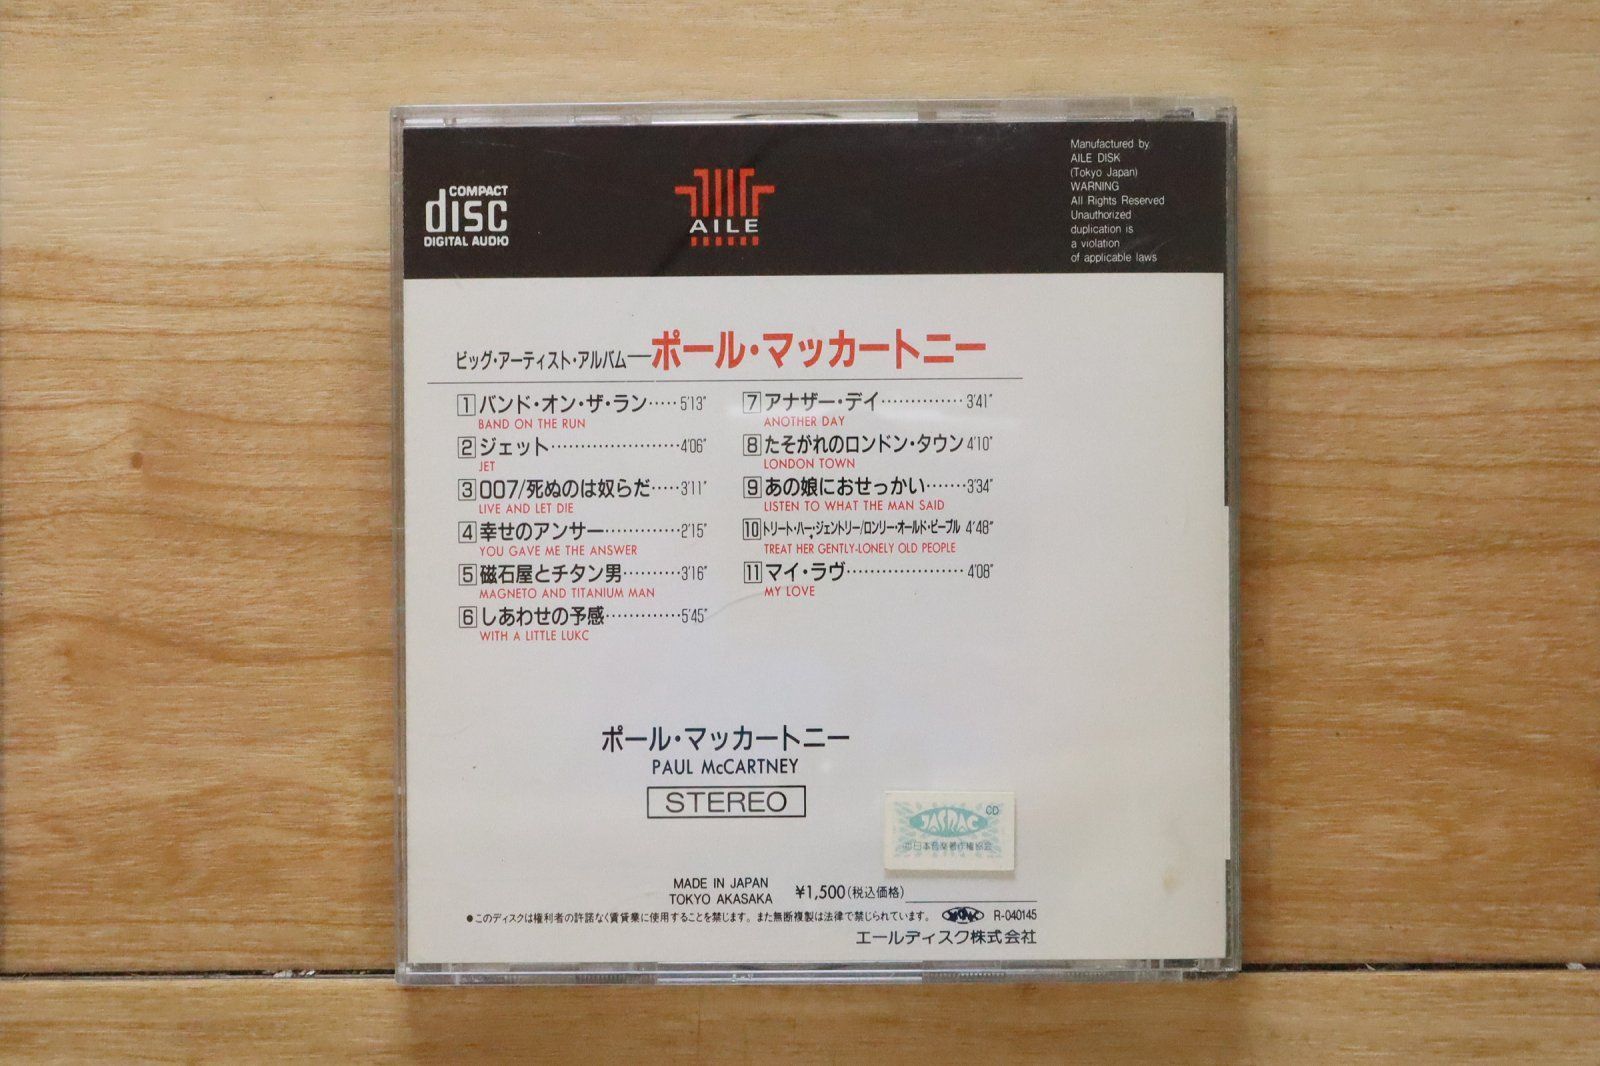 COMPACT
disc
DIGITAL AUDIO
AILE
Manufactured by
AILE DISK
(Tokyo Japan)
WARNING
All Rights Reserved
Unauthorized
duplication is
a violation
of applicable laws
ビッグ・アーティスト・アルバム—ポール・マッカートニー
1 バンド・オン・ザ・ラン・・・・・5'13"
BAND ON THE RUN
2 ジェット・・・・・・・・・・・・・・・・・・・・・4'06"
JET
3 007/死ぬのは奴らだ・・・・・3'11"
LIVE AND LET DIE
4 幸せのアンサー・・・・・・・・・・・・2'15"
YOU GAVE ME THE ANSWER
5 磁石屋とチタン男・・・・・・・・・・3'16"
MAGNETO AND TITANIUM MAN
6 しあわせの予感・・・・・・・・・・・・5'45"
WITH A LITTLE LUKC
7 アナザー・デイ・・・・・・・・・・・・・・3'41"
ANOTHER DAY
8 たそがれのロンドン・タウン 4'10"
LONDON TOWN
9 あの娘におせっかい・・・・・・・3'34"
LISTEN TO WHAT THE MAN SAID
10 トリート・ハー・ジェントリー/ロンリー・オールド・ピープル 4'48"
TREAT HER GENTLY-LONELY OLD PEOPLE
11 マイ・ラヴ・・・・・・・・・・・・・・・・・・・4'08"
MY LOVE
ポール・マッカートニー
PAUL McCARTNEY
STEREO
CD
JASRAC
MADE IN JAPAN
TOKYO AKASAKA
¥1,500(税込価格)
●このディスクは権利者の許諾なく賃貸業に使用することを禁じます。また無断複製は法律で禁じられています。
R-040145
エールディスク株式会社